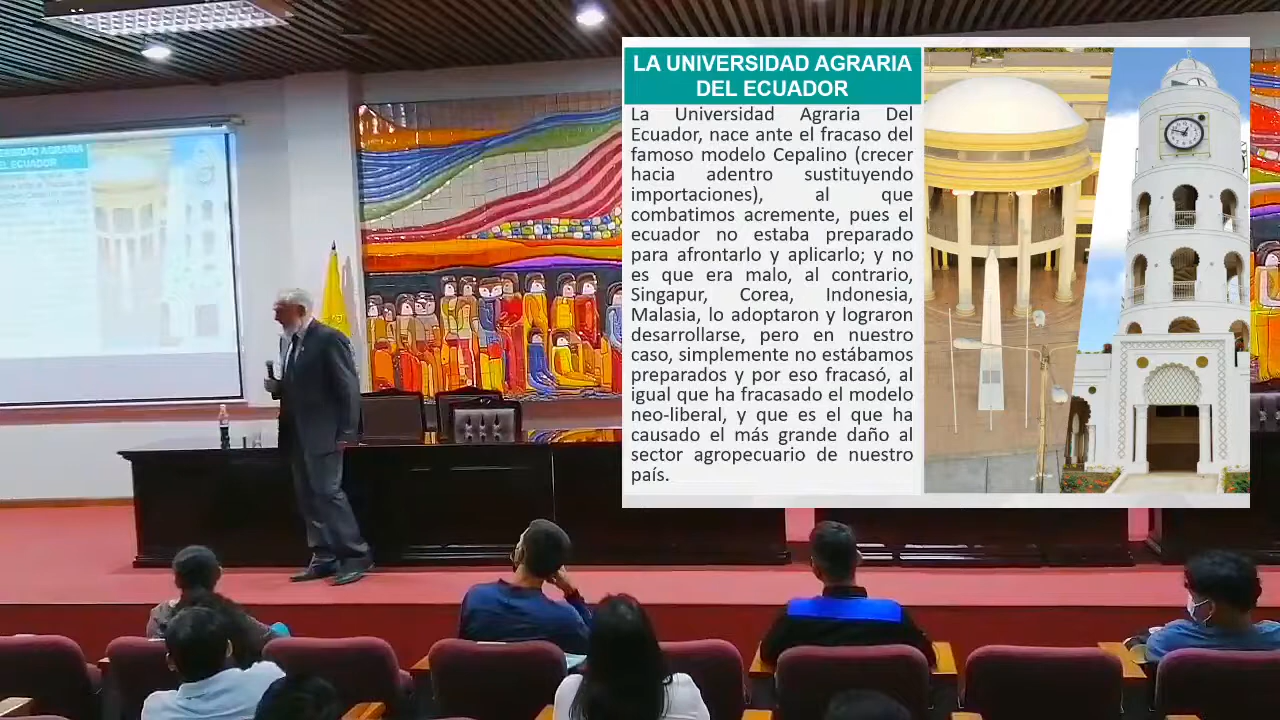 LA UNIVERSIDAD AGRARIA
DEL ECUADOR
La Universidad Agraria Del
Ecuador, nace ante el fracaso del
famoso modelo Cepalino (crecer
hacia adentro sustituyendo
importaciones), al que
combatimos acremente, pues el
ecuador no estaba preparado
para afrontarlo y aplicarlo; y no
es que era malo, al contrario,
Singapur, Corea, Indonesia,
Malasia, lo adoptaron y lograron
desarrollarse, pero en nuestro
caso, simplemente no estábamos
preparados y por eso fracasó, al
igual que ha fracasado el modelo
neo-liberal, y que es el que ha
causado el más grande daño al
sector agropecuario de nuestro
país.